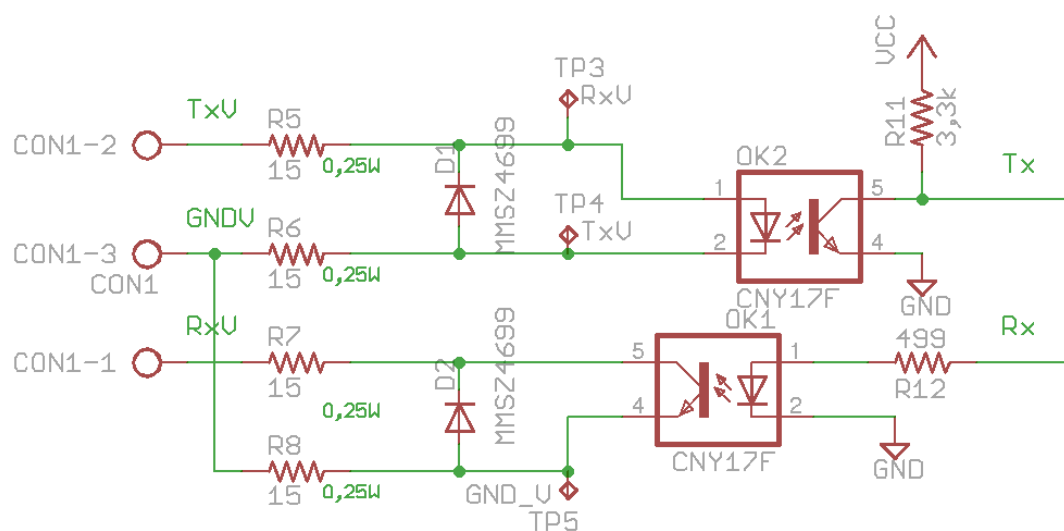 TP3
RxV
VCC
R11
3,3k
TxV
R5
CON1-2
15
0,25W
D1
MMSZ4699
OK2
1
5
Tx
GNDV
TP4
TxV
R6
CON1-3
2
4
CON1
15
0,25W
CNY17F
GND
OK1
RxV
R7
499
Rx
CON1-1
5
1
R12
15
D2
MMSZ4699
0,25W
4
2
R8
CNY17F
GND
15
0,25W
GND_V
TP5